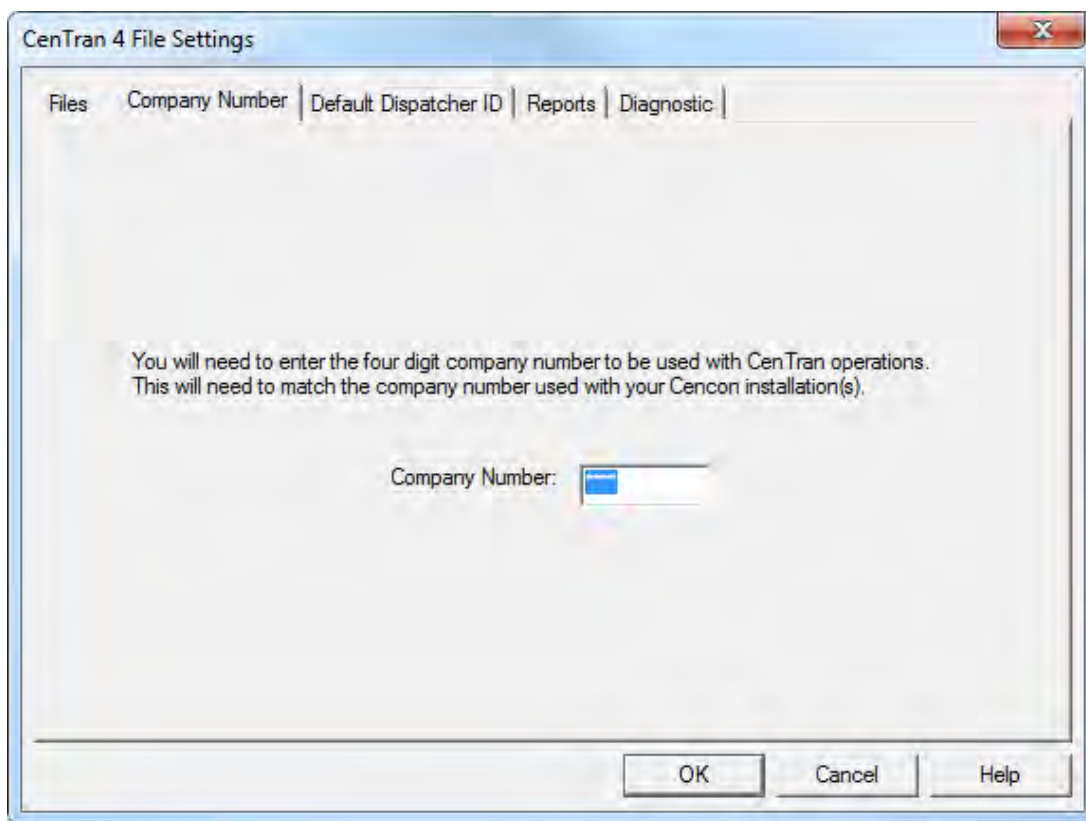 CenTran 4 File Settings
Files Company Number Default Dispatcher ID Reports Diagnostic
You will need to enter the four digit company number to be used with CenTran operations.
This will need to match the company number used with your Cencon installation(s).
Company Number: ****
OK Cancel Help